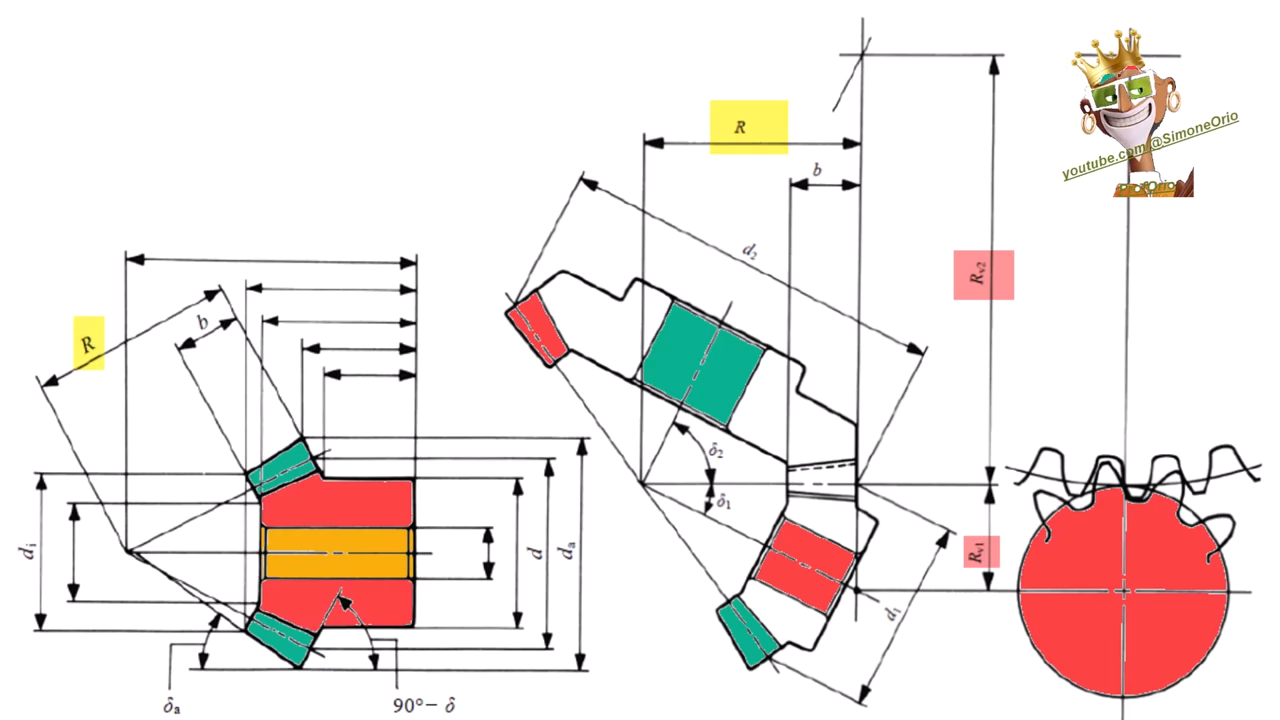 R
b
dᵢ
d
dₐ
δₐ
90° – δ
R
b
d₂
δ₂
δ₁
d₁
Rᵥ₂
Rᵥ₁
youtube.com/@SimoneOrio
ProfOrio